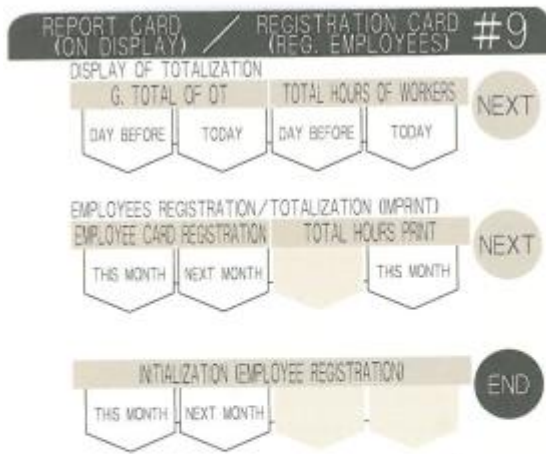 REPORT CARD (ON DISPLAY) / REGISTRATION CARD (REG. EMPLOYEES) #9
DISPLAY OF TOTALIZATION
G. TOTAL OF OT TOTAL HOURS OF WORKERS NEXT
DAY BEFORE TODAY DAY BEFORE TODAY
EMPLOYEES REGISTRATION/TOTALIZATION (IMPRINT)
EMPLOYEE CARD REGISTRATION TOTAL HOURS PRINT NEXT
THIS MONTH NEXT MONTH THIS MONTH
INITIALIZATION (EMPLOYEE REGISTRATION) END
THIS MONTH NEXT MONTH